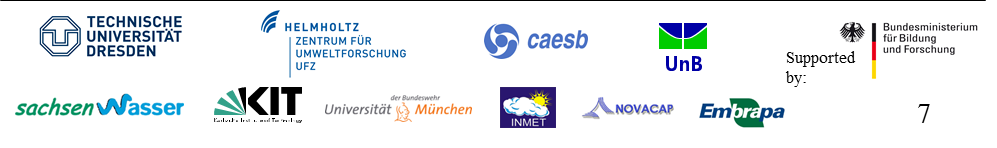 TECHNISCHE
UNIVERSITÄT
DRESDEN
HELMHOLTZ
ZENTRUM FÜR
UMWELTFORSCHUNG
UFZ
caesb
UnB
Supported
by:
Bundesministerium
für Bildung
und Forschung
sachsenWasser
KIT
der Bundeswehr
Universität München
INMET
NOVACAP
Embrapa
7